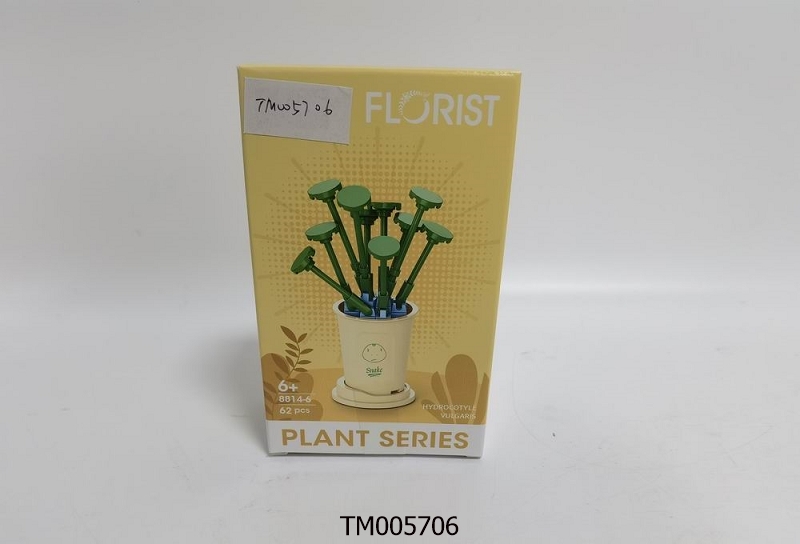 TM005706
FLORIST
6+
8814-6
62 pcs
HYDROCOTYLE
VULGARIS
PLANT SERIES
TM005706